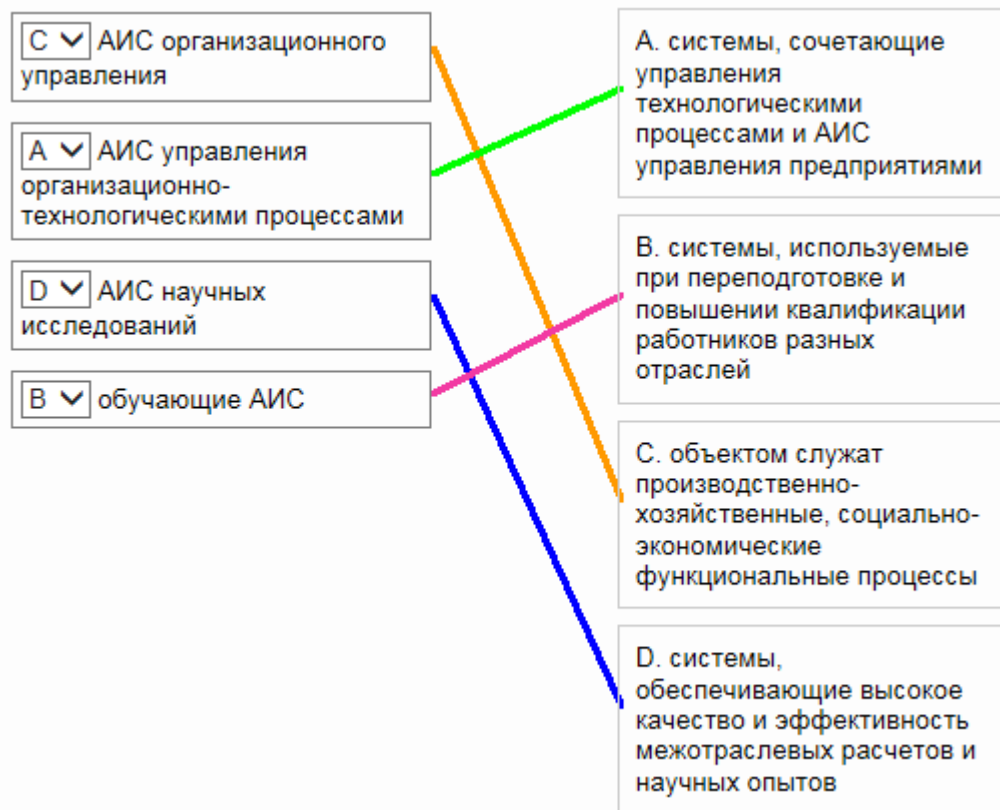 C АИС организационного
управления
A АИС управления
организационно-
технологическими процессами
D АИС научных
исследований
B обучающие АИС
A. системы, сочетающие
управления
технологическими
процессами и АИС
управления предприятиями
B. системы, используемые
при переподготовке и
повышении квалификации
работников разных
отраслей
C. объектом служат
производственно-
хозяйственные, социально-
экономические
функциональные процессы
D. системы,
обеспечивающие высокое
качество и эффективность
межотраслевых расчетов и
научных опытов